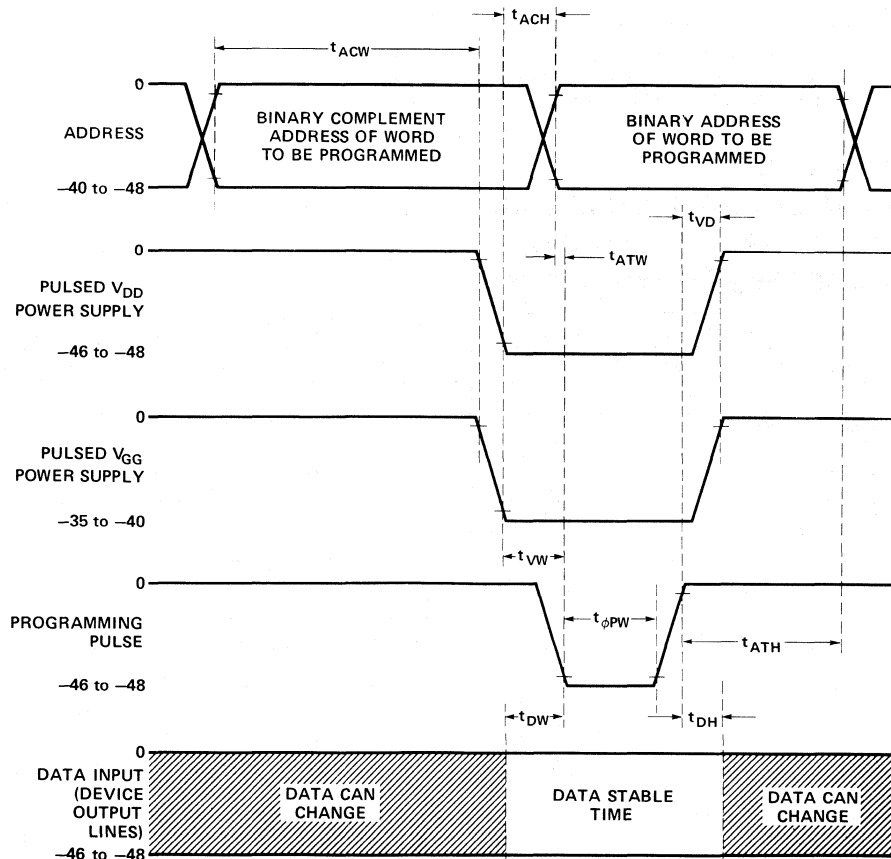 tACH
tACW
0
ADDRESS
BINARY COMPLEMENT
ADDRESS OF WORD
TO BE PROGRAMMED
BINARY ADDRESS
OF WORD TO BE
PROGRAMMED
−40 to −48
tVD
0
tATW
PULSED VDD
POWER SUPPLY
−46 to −48
0
PULSED VGG
POWER SUPPLY
−35 to −40
tVW
0
PROGRAMMING
PULSE
tφPW
tATH
−46 to −48
tDW
tDH
0
DATA INPUT
(DEVICE
OUTPUT
LINES)
DATA CAN
CHANGE
DATA STABLE
TIME
DATA CAN
CHANGE
−46 to −48